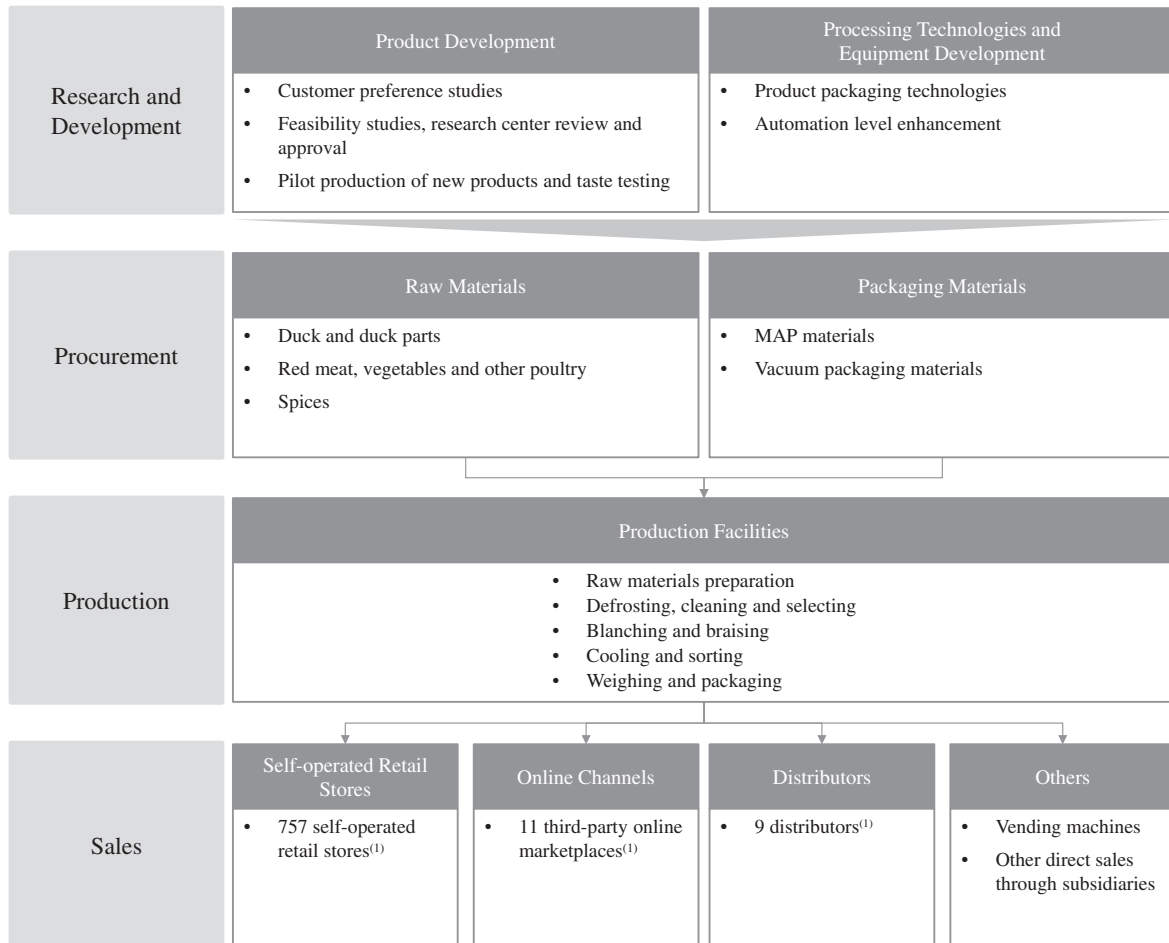 Research and
Development
Product Development
• Customer preference studies
• Feasibility studies, research center review and
approval
• Pilot production of new products and taste testing
Processing Technologies and
Equipment Development
• Product packaging technologies
• Automation level enhancement
Procurement
Raw Materials
• Duck and duck parts
• Red meat, vegetables and other poultry
• Spices
Packaging Materials
• MAP materials
• Vacuum packaging materials
Production
Production Facilities
• Raw materials preparation
• Defrosting, cleaning and selecting
• Blanching and braising
• Cooling and sorting
• Weighing and packaging
Sales
Self-operated Retail
Stores
• 757 self-operated
retail stores(1)
Online Channels
• 11 third-party online
marketplaces(1)
Distributors
• 9 distributors(1)
Others
• Vending machines
• Other direct sales
through subsidiaries